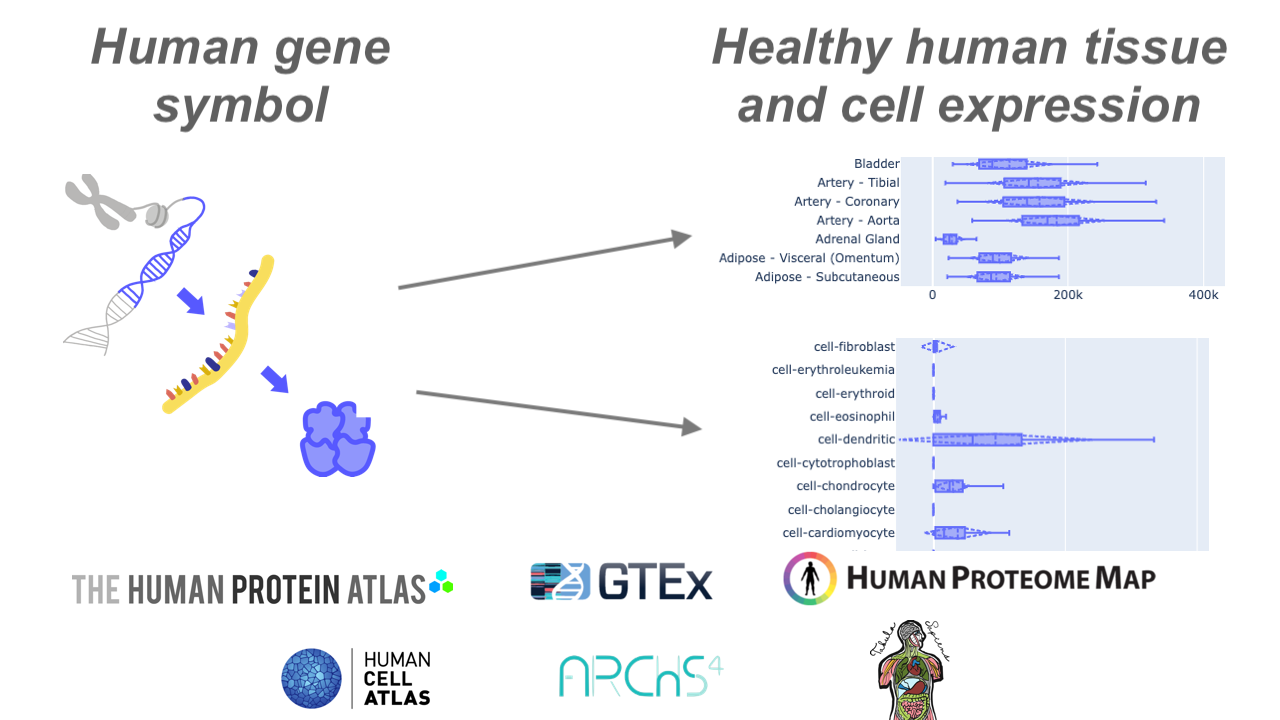 Human gene
symbol
Healthy human tissue
and cell expression
Bladder
Artery - Tibial
Artery - Coronary
Artery - Aorta
Adrenal Gland
Adipose - Visceral (Omentum)
Adipose - Subcutaneous
0 200k 400k
cell-fibroblast
cell-erythroleukemia
cell-erythroid
cell-eosinophil
cell-dendritic
cell-cytotrophoblast
cell-chondrocyte
cell-cholangiocyte
cell-cardiomyocyte
THE HUMAN PROTEIN ATLAS
GTEx
HUMAN PROTEOME MAP
HUMAN
CELL
ATLAS
ARCHS4
Tabula Sapiens